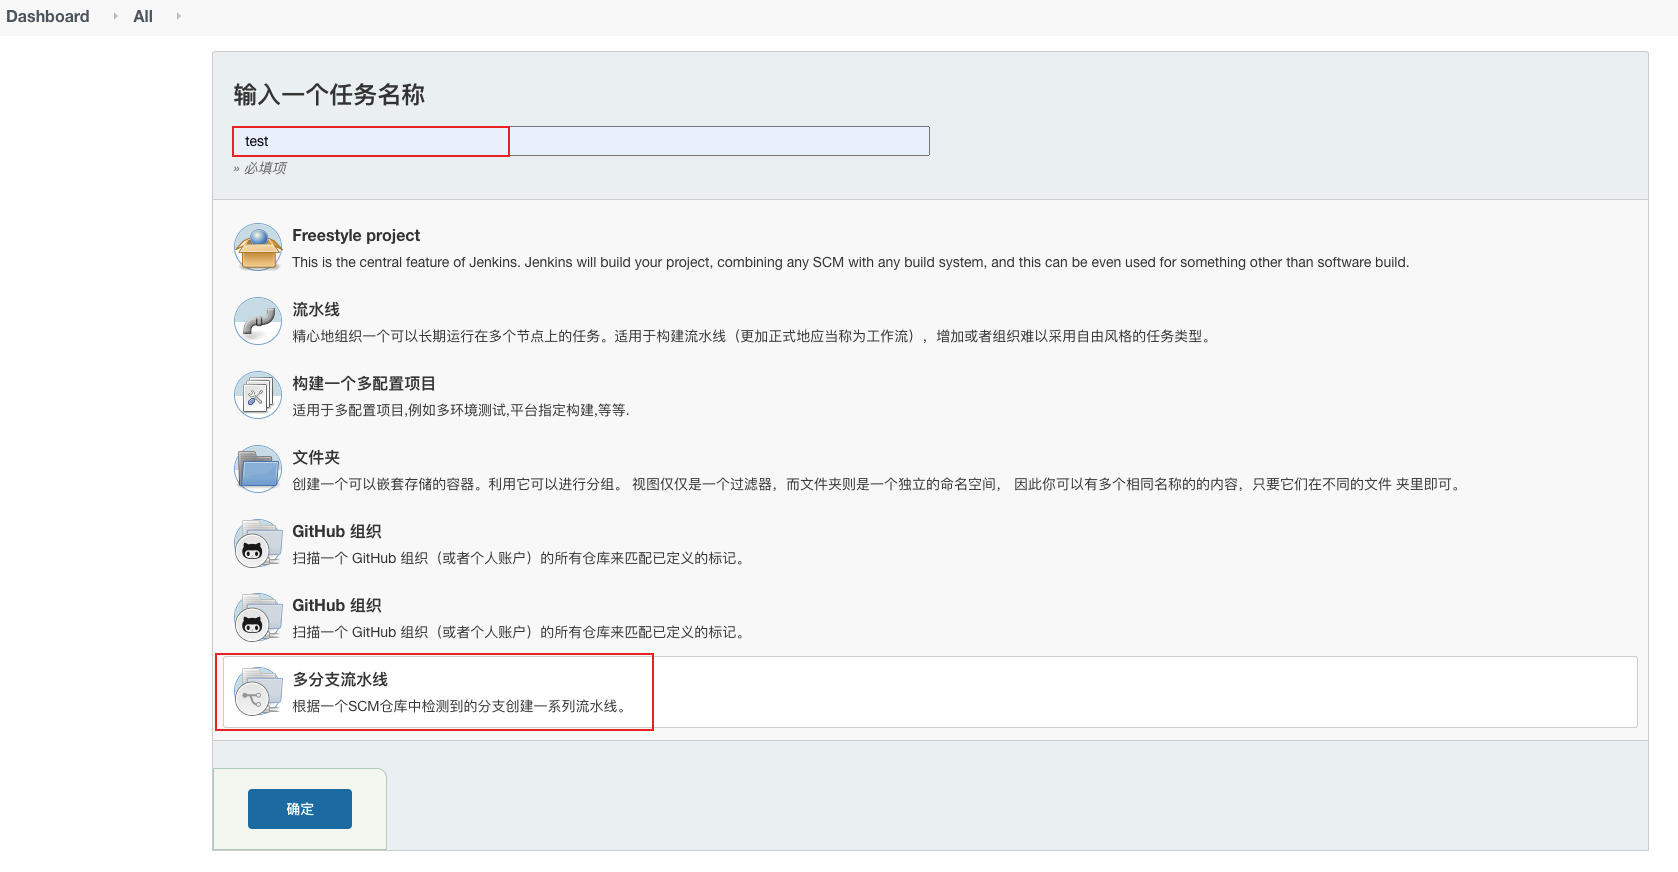 Dashboard All
输入一个任务名称
test
» 必填项
Freestyle project
This is the central feature of Jenkins. Jenkins will build your project, combining any SCM with any build system, and this can be even used for something other than software build.
流水线
精心地组织一个可以长期运行在多个节点上的任务。适用于构建流水线（更加正式地应当称为工作流），增加或者组织难以采用自由风格的任务类型。
构建一个多配置项目
适用于多配置项目,例如多环境测试,平台指定构建,等等.
文件夹
创建一个可以嵌套存储的容器。利用它可以进行分组。 视图仅仅是一个过滤器，而文件夹则是一个独立的命名空间， 因此你可以有多个相同名称的的内容，只要它们在不同的文件 夹里即可。
GitHub 组织
扫描一个 GitHub 组织（或者个人账户）的所有仓库来匹配已定义的标记。
GitHub 组织
扫描一个 GitHub 组织（或者个人账户）的所有仓库来匹配已定义的标记。
多分支流水线
根据一个SCM仓库中检测到的分支创建一系列流水线。
确定